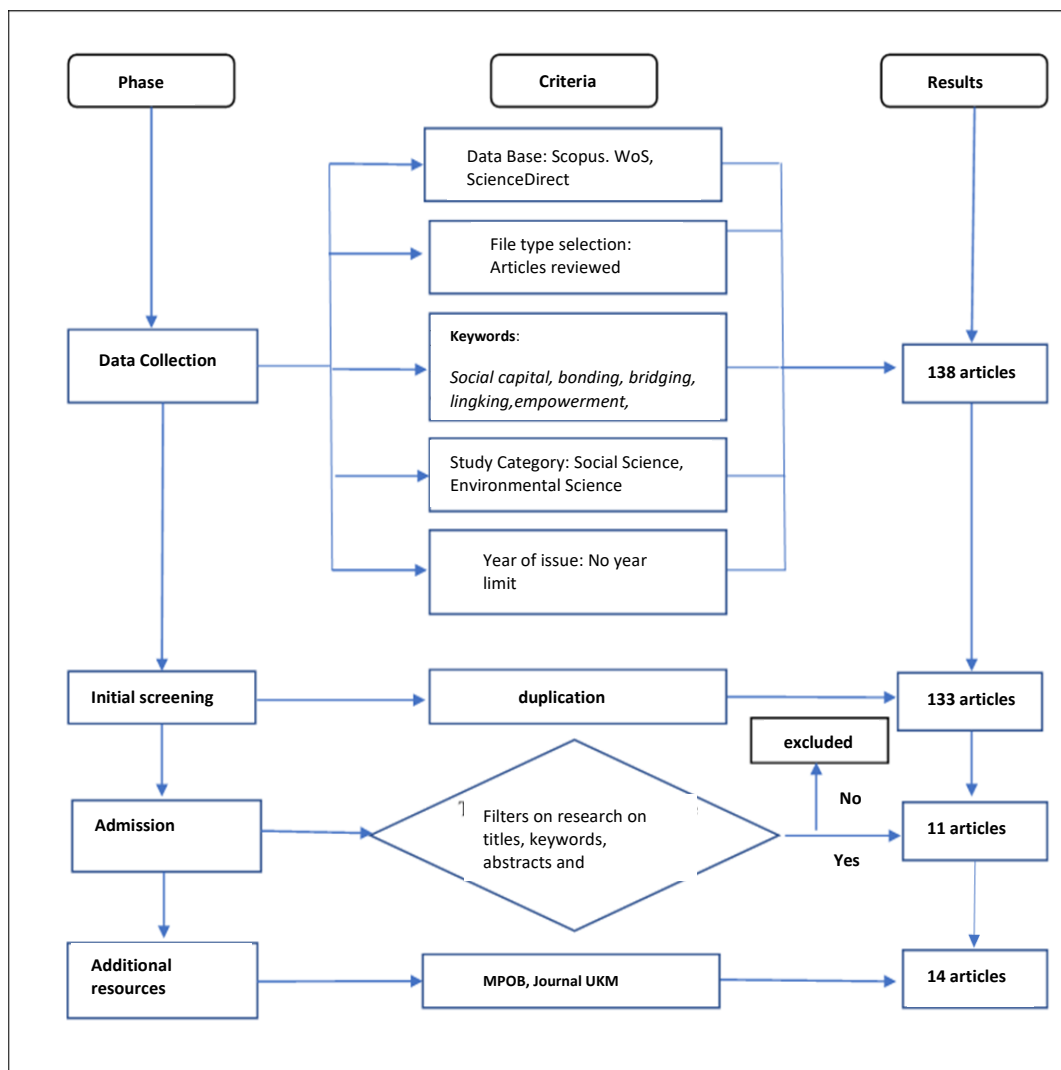 Phase
Criteria
Results
Data Base: Scopus. WoS,
ScienceDirect
File type selection:
Articles reviewed
Data Collection
Keywords:
Social capital, bonding, bridging,
lingking,empowerment,
138 articles
Study Category: Social Science,
Environmental Science
Year of issue: No year
limit
Initial screening
duplication
133 articles
excluded
No
Admission
Filters on research on
titles, keywords,
abstracts and
Yes
11 articles
Additional
resources
MPOB, Journal UKM
14 articles